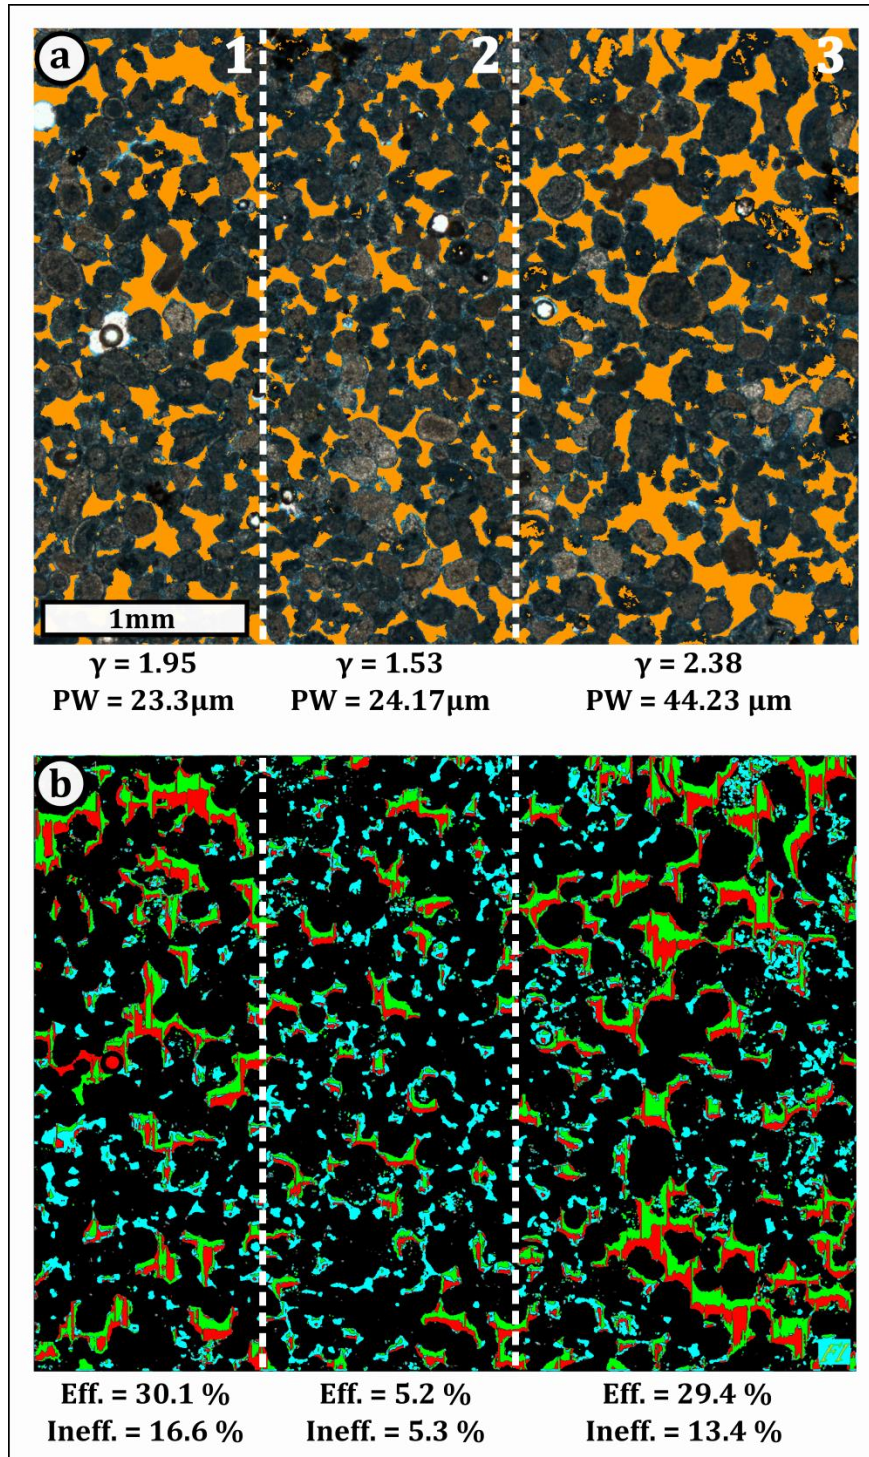 a
1
2
3
1mm
γ = 1.95
PW = 23.3µm
γ = 1.53
PW = 24.17µm
γ = 2.38
PW = 44.23 µm
b
Eff. = 30.1 %
Ineff. = 16.6 %
Eff. = 5.2 %
Ineff. = 5.3 %
Eff. = 29.4 %
Ineff. = 13.4 %